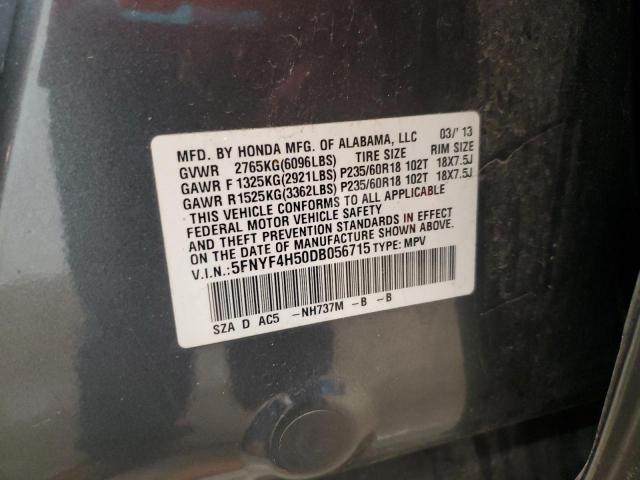 MFD. BY HONDA MFG. OF ALABAMA, LLC 03/'13
GVWR 2765KG(6096LBS) TIRE SIZE RIM SIZE
GAWR F 1325KG(2921LBS) P235/60R18 102T 18X7.5J
GAWR R1525KG(3362LBS) P235/60R18 102T 18X7.5J
THIS VEHICLE CONFORMS TO ALL APPLICABLE
FEDERAL MOTOR VEHICLE SAFETY
AND THEFT PREVENTION STANDARDS IN EFFECT
ON THE DATE OF MANUFACTURE SHOWN ABOVE.
V.I.N.:5FNYF4H50DB056715 TYPE: MPV
SZA D AC5 -NH737M -B -B